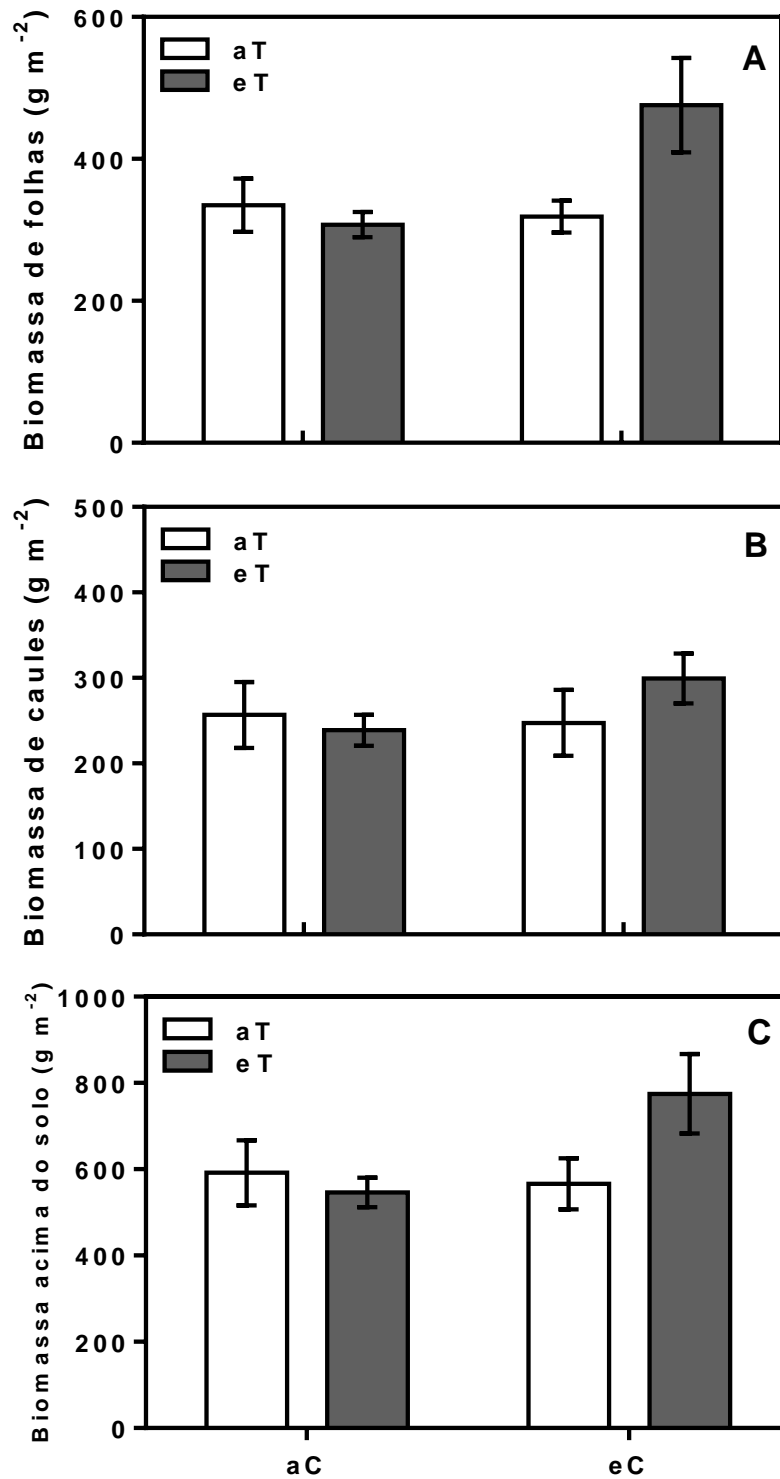 Biomassa de folhas (g m⁻²)
600
400
200
0
aT
eT
A
Biomassa de caules (g m⁻²)
500
400
300
200
100
0
aT
eT
B
Biomassa acima do solo (g m⁻²)
1000
800
600
400
200
0
aT
eT
C
aC eC